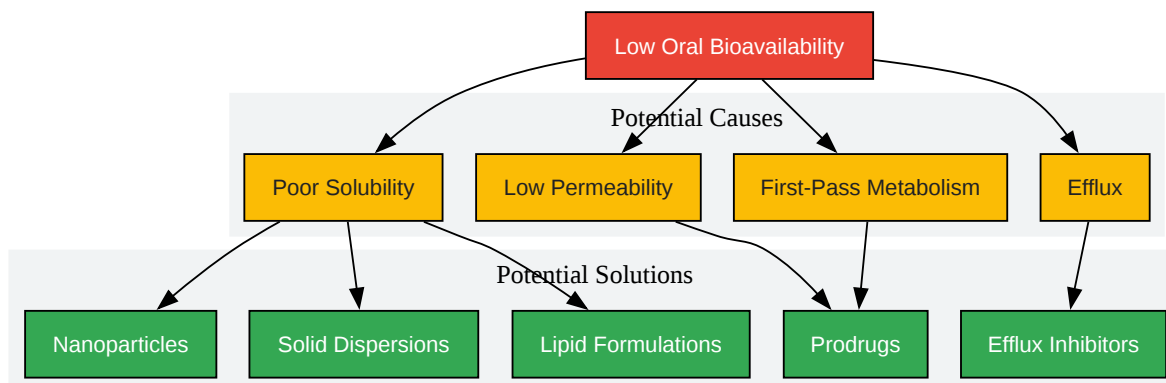 Low Oral Bioavailability
Potential Causes
Poor Solubility
Low Permeability
First-Pass Metabolism
Efflux
Potential Solutions
Nanoparticles
Solid Dispersions
Lipid Formulations
Prodrugs
Efflux Inhibitors